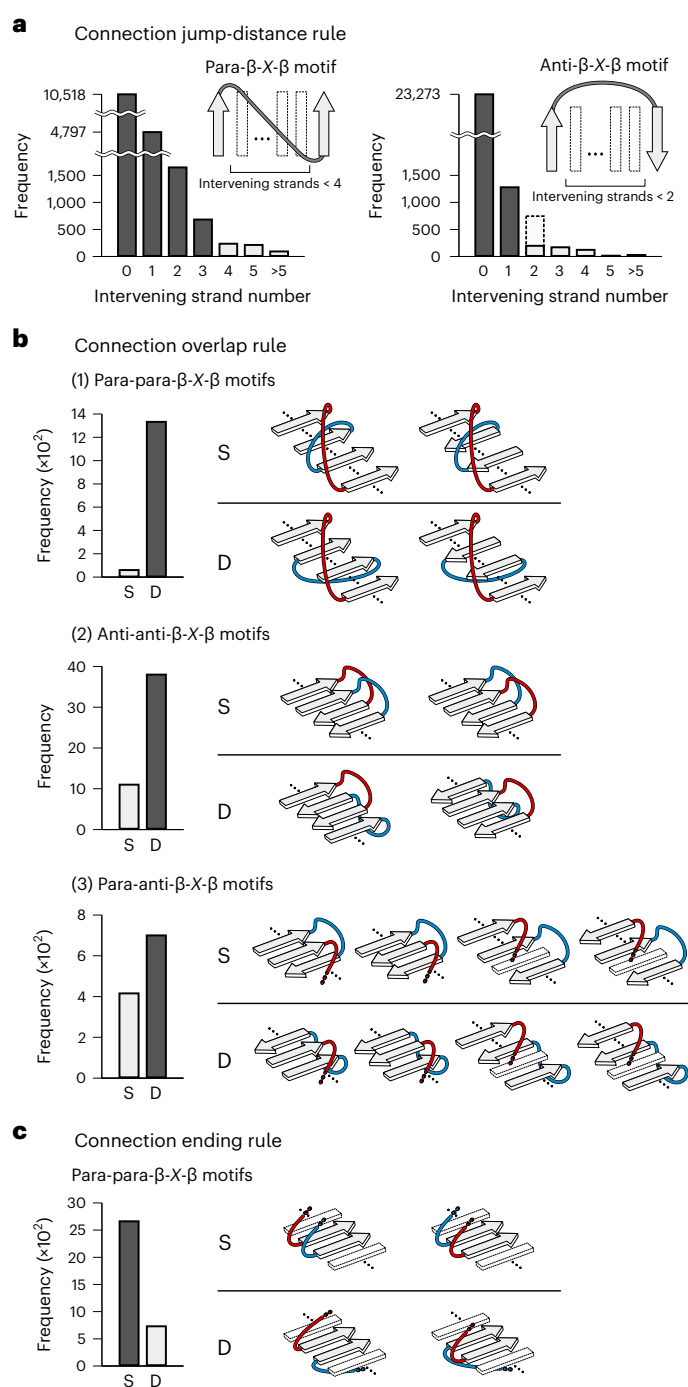 a
Connection jump-distance rule
Para-β-X-β motif
Anti-β-X-β motif
10,518
4,797
1,500
1,000
500
0
Frequency
...
Intervening strands < 4
0 1 2 3 4 5 >5
Intervening strand number
23,273
1,500
1,000
500
0
Frequency
...
Intervening strands < 2
0 1 2 3 4 5 >5
Intervening strand number
b
Connection overlap rule
(1) Para-para-β-X-β motifs
Frequency (×10²)
14
12
10
8
6
4
2
0
S D
S
D
(2) Anti-anti-β-X-β motifs
Frequency
40
30
20
10
0
S D
S
D
(3) Para-anti-β-X-β motifs
Frequency (×10²)
8
6
4
2
0
S D
S
D
c
Connection ending rule
Para-para-β-X-β motifs
Frequency (×10²)
30
25
20
15
10
5
0
S D
S
D